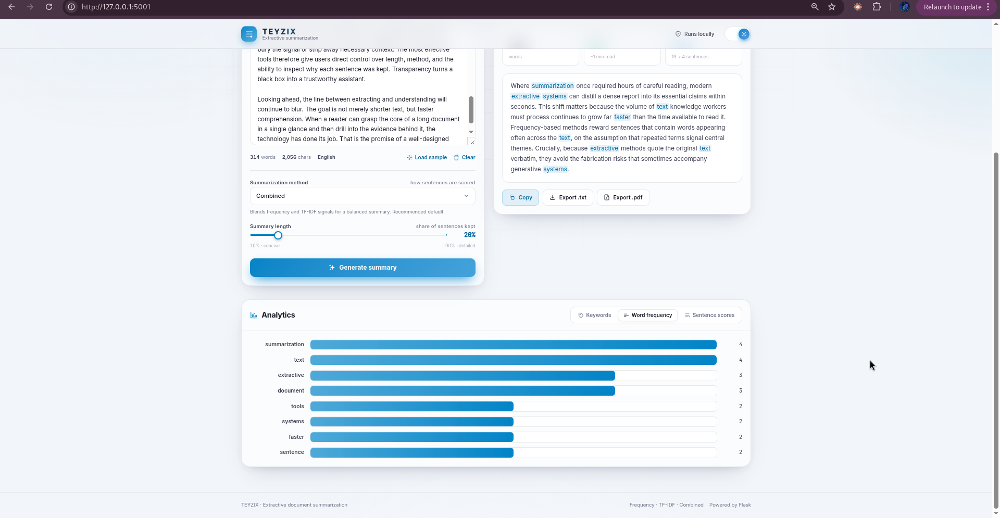 http://127.0.0.1:5001
Relaunch to update
TEYZIX
Extractive summarization
Runs locally
bury the signal or strip away necessary context. The most effective
tools therefore give users direct control over length, method, and the
ability to inspect why each sentence was kept. Transparency turns a
black box into a trustworthy assistant.
Looking ahead, the line between extracting and understanding will
continue to blur. The goal is not merely shorter text, but faster
comprehension. When a reader can grasp the core of a long document
in a single glance and then drill into the evidence behind it, the
technology has done its job. That is the promise of a well-designed
314 words 2,056 chars English Load sample Clear
Summarization method how sentences are scored
Combined
Blends frequency and TF-IDF signals for a balanced summary. Recommended default.
Summary length share of sentences kept
20%
10% · concise 90% · detailed
Generate summary
words ~1 min read 19 → 4 sentences
Where summarization once required hours of careful reading, modern
extractive systems can distill a dense report into its essential claims within
seconds. This shift matters because the volume of text knowledge workers
must process continues to grow far faster than the time available to read it.
Frequency-based methods reward sentences that contain words appearing
often across the text, on the assumption that repeated terms signal central
themes. Crucially, because extractive methods quote the original text
verbatim, they avoid the fabrication risks that sometimes accompany
generative systems.
Copy Export .txt Export .pdf
Analytics
Keywords Word frequency Sentence scores
summarization 4
text 4
extractive 3
document 3
tools 2
systems 2
faster 2
sentence 2
TEYZIX · Extractive document summarization
Frequency · TF-IDF · Combined Powered by Flask